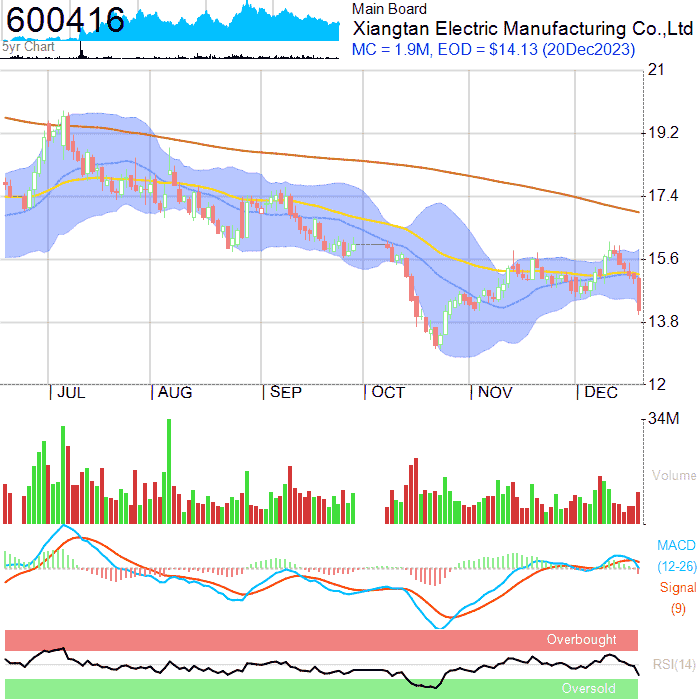 600416
5yr Chart
Main Board
Xiangtan Electric Manufacturing Co.,Ltd
MC = 1.9M, EOD = $14.13 (20Dec2023)
21
19.2
17.4
15.6
13.8
12
JUL AUG SEP OCT NOV DEC
34M
Volume
MACD
(12-26)
Signal
(9)
Overbought
RSI(14)
Oversold